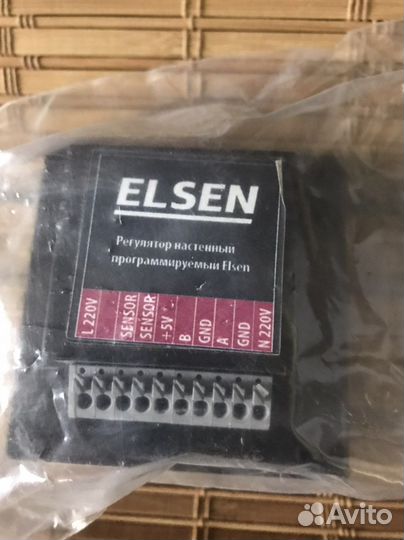 ELSEN
Регулятор настенный
программируемый Elsen
L 220V
SENSOR
SENSOR
+5V
B
GND
A
GND
N 220V
Avito